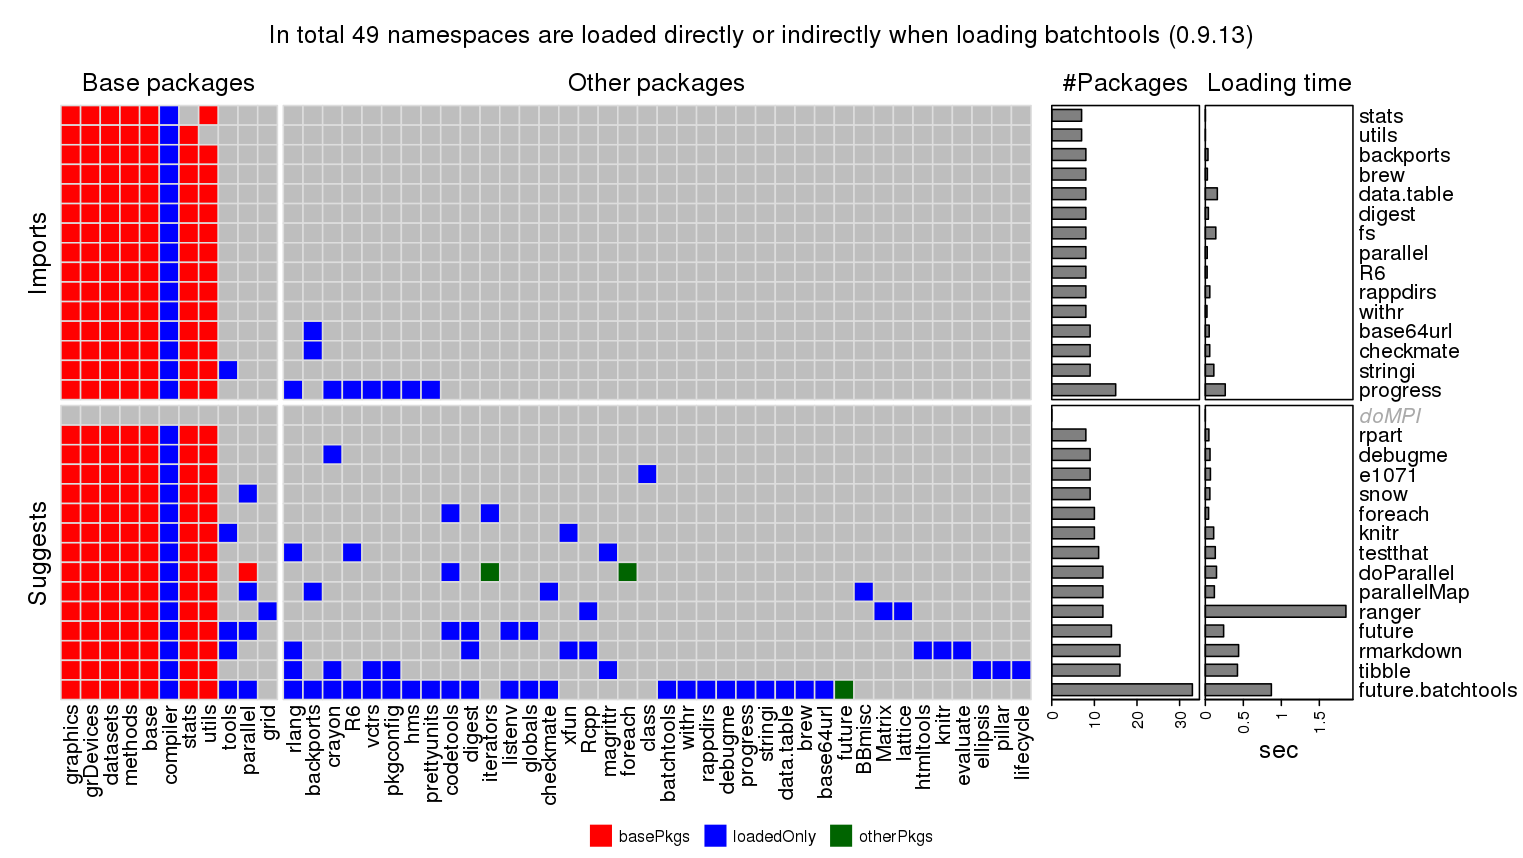 In total 49 namespaces are loaded directly or indirectly when loading batchtools (0.9.13)
Base packages
Other packages
#Packages
Loading time
Imports
stats
utils
backports
brew
data.table
digest
fs
parallel
R6
rappdirs
withr
base64url
checkmate
stringi
progress
Suggests
doMPI
rpart
debugme
e1071
snow
foreach
knitr
testthat
doParallel
parallelMap
ranger
future
rmarkdown
tibble
future.batchtools
graphics
grDevices
datasets
methods
base
compiler
stats
utils
tools
parallel
grid
rlang
backports
crayon
R6
vctrs
pkgconfig
hms
prettyunits
codetools
digest
iterators
listenv
globals
checkmate
xfun
Rcpp
magrittr
foreach
class
batchtools
withr
rappdirs
debugme
progress
stringi
data.table
brew
base64url
future
BBmisc
Matrix
lattice
htmltools
knitr
evaluate
ellipsis
pillar
lifecycle
0
10
20
30
0
0.5
1
1.5
sec
basePkgs
loadedOnly
otherPkgs